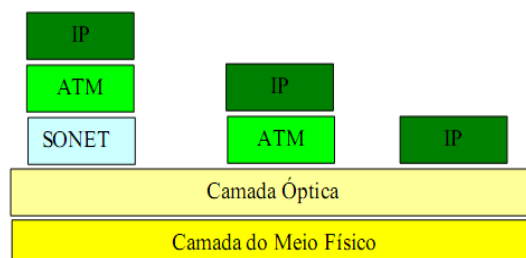 IP
ATM
IP
SONET
ATM
IP
Camada Óptica
Camada do Meio Físico